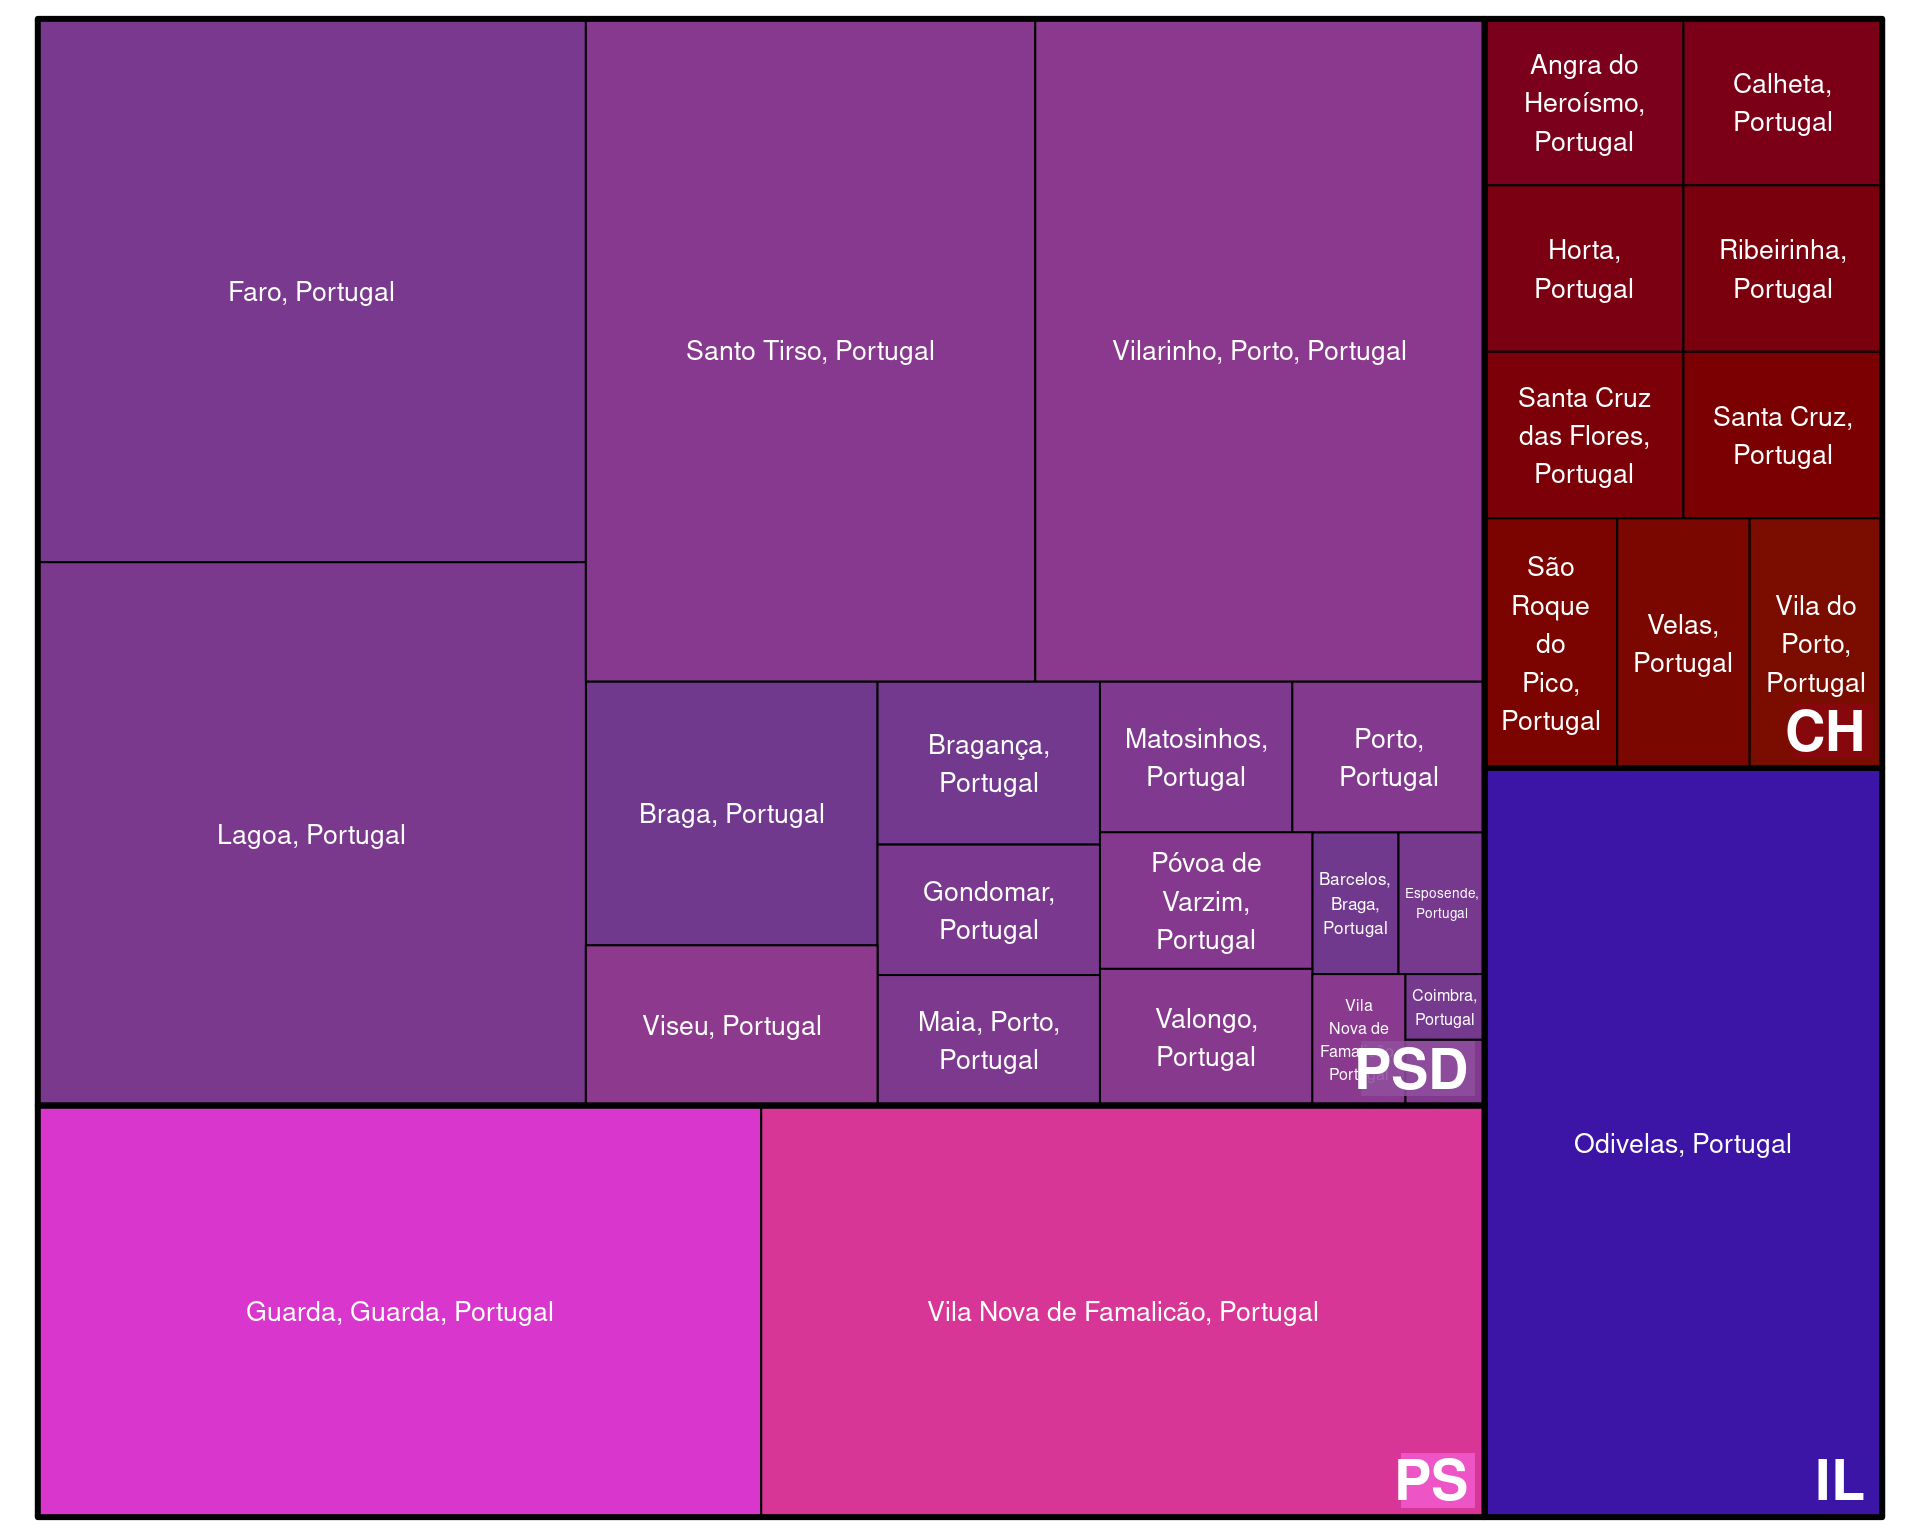 Faro, Portugal
Lagoa, Portugal
Santo Tirso, Portugal
Vilarinho, Porto, Portugal
Braga, Portugal
Viseu, Portugal
Bragança,
Portugal
Gondomar,
Portugal
Maia, Porto,
Portugal
Matosinhos,
Portugal
Porto,
Portugal
Póvoa de
Varzim,
Portugal
Valongo,
Portugal
Barcelos,
Braga,
Portugal
Esposende,
Portugal
Vila
Nova de
Coimbra,
Portugal
PSD
Guarda, Guarda, Portugal
Vila Nova de Famalicão, Portugal
PS
Angra do
Heroísmo,
Portugal
Calheta,
Portugal
Horta,
Portugal
Ribeirinha,
Portugal
Santa Cruz
das Flores,
Portugal
Santa Cruz,
Portugal
São
Roque
do
Pico,
Portugal
Velas,
Portugal
Vila do
Porto,
Portugal
CH
Odivelas, Portugal
IL